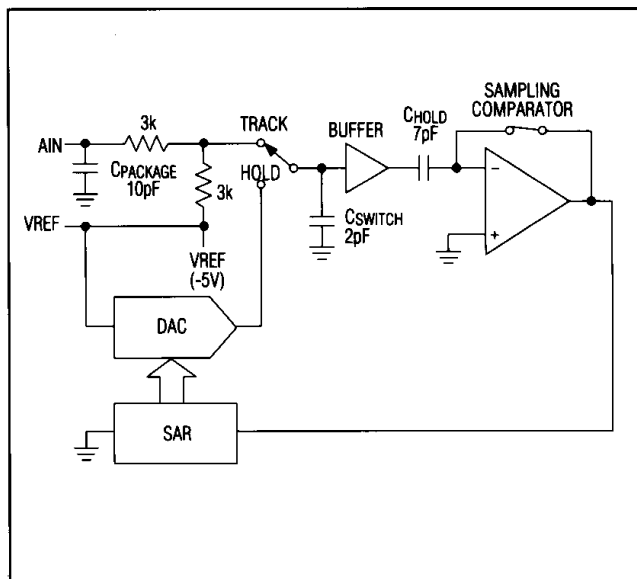 SAMPLING
COMPARATOR
CHOLD
7pF
3k
TRACK
BUFFER
AIN
CPACKAGE
10pF
HOLD
3k
CSWITCH
2pF
VREF
VREF
(-5V)
DAC
SAR
−
+